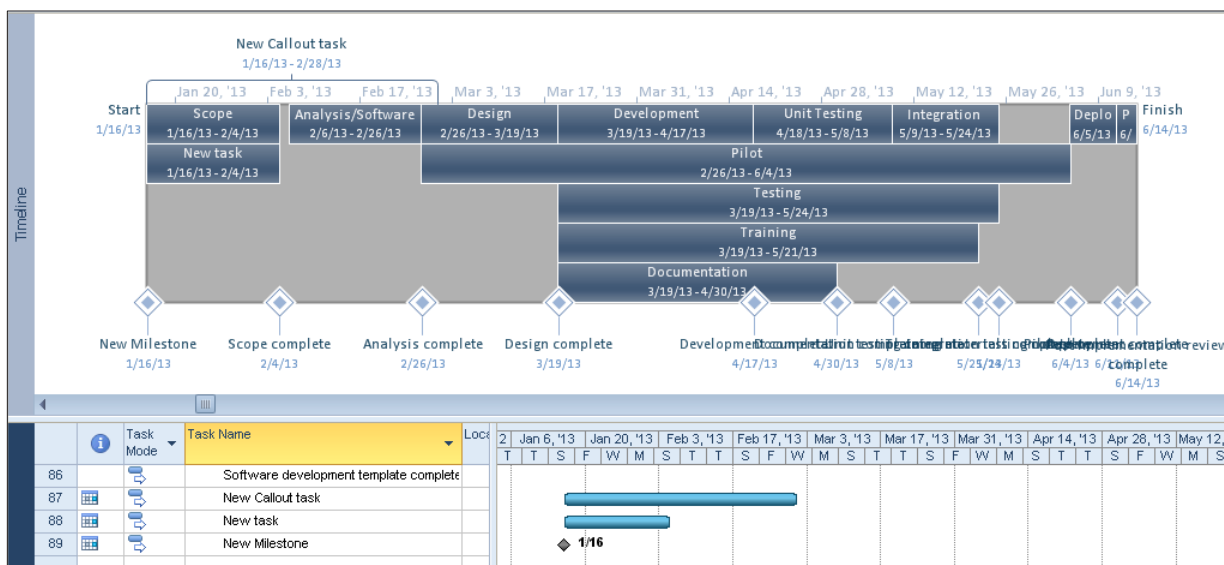 New Callout task
1/16/13 - 2/28/13
Jan 20, '13 Feb 3, '13 Feb 17, '13 Mar 3, '13 Mar 17, '13 Mar 31, '13 Apr 14, '13 Apr 28, '13 May 12, '13 May 26, '13 Jun 9, '13
Start
1/16/13
Scope
1/16/13 - 2/4/13
Analysis/Software
2/6/13 - 2/26/13
Design
2/26/13 - 3/19/13
Development
3/19/13 - 4/17/13
Unit Testing
4/18/13 - 5/8/13
Integration
5/9/13 - 5/24/13
Deplo
6/5/13
P
6/
Finish
6/14/13
New task
1/16/13 - 2/4/13
Pilot
2/26/13 - 6/4/13
Testing
3/19/13 - 5/24/13
Training
3/19/13 - 5/21/13
Documentation
3/19/13 - 4/30/13
Timeline
New Milestone
1/16/13
Scope complete
2/4/13
Analysis complete
2/26/13
Design complete
3/19/13
Development
4/17/13
4/30/13
5/8/13
6/4/13
review
complete
6/14/13
Task Mode
Task Name
2 Jan 6, '13 Jan 20, '13 Feb 3, '13 Feb 17, '13 Mar 3, '13 Mar 17, '13 Mar 31, '13 Apr 14, '13 Apr 28, '13 May 12,
T T S F W M S T T S F W M S T T S F W M S T T S F W M S
86 Software development template complete
87 New Callout task
88 New task
89 New Milestone
1/16